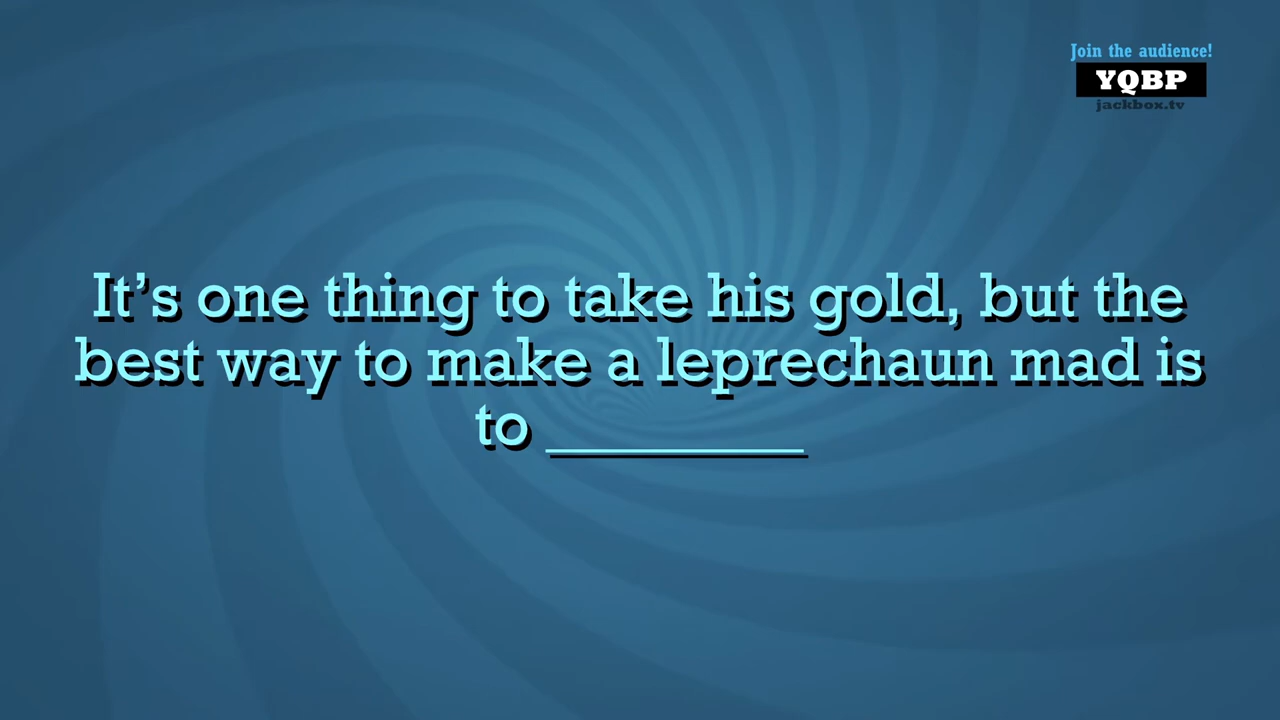 Join the audience!
YQBP
jackbox.tv
It’s one thing to take his gold, but the
best way to make a leprechaun mad is
to ________